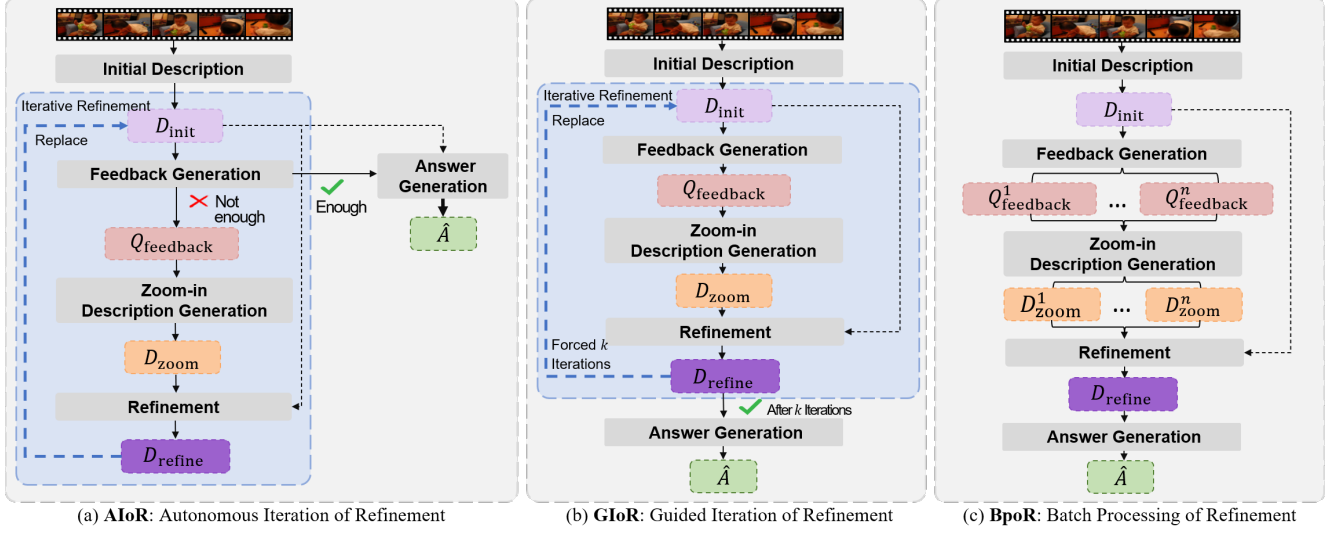 Initial Description
Iterative Refinement
D_init
Replace
Feedback Generation
Not
enough
Enough
Answer
Generation
Â
Q_feedback
Zoom-in
Description Generation
D_zoom
Refinement
D_refine
(a) AIoR: Autonomous Iteration of Refinement
Initial Description
Iterative Refinement
D_init
Replace
Feedback Generation
Q_feedback
Zoom-in
Description Generation
D_zoom
Refinement
Forced k
Iterations
D_refine
After k Iterations
Answer Generation
Â
(b) GIoR: Guided Iteration of Refinement
Initial Description
D_init
Feedback Generation
Q^1_feedback ... Q^n_feedback
Zoom-in
Description Generation
D^1_zoom ... D^n_zoom
Refinement
D_refine
Answer Generation
Â
(c) BpoR: Batch Processing of Refinement